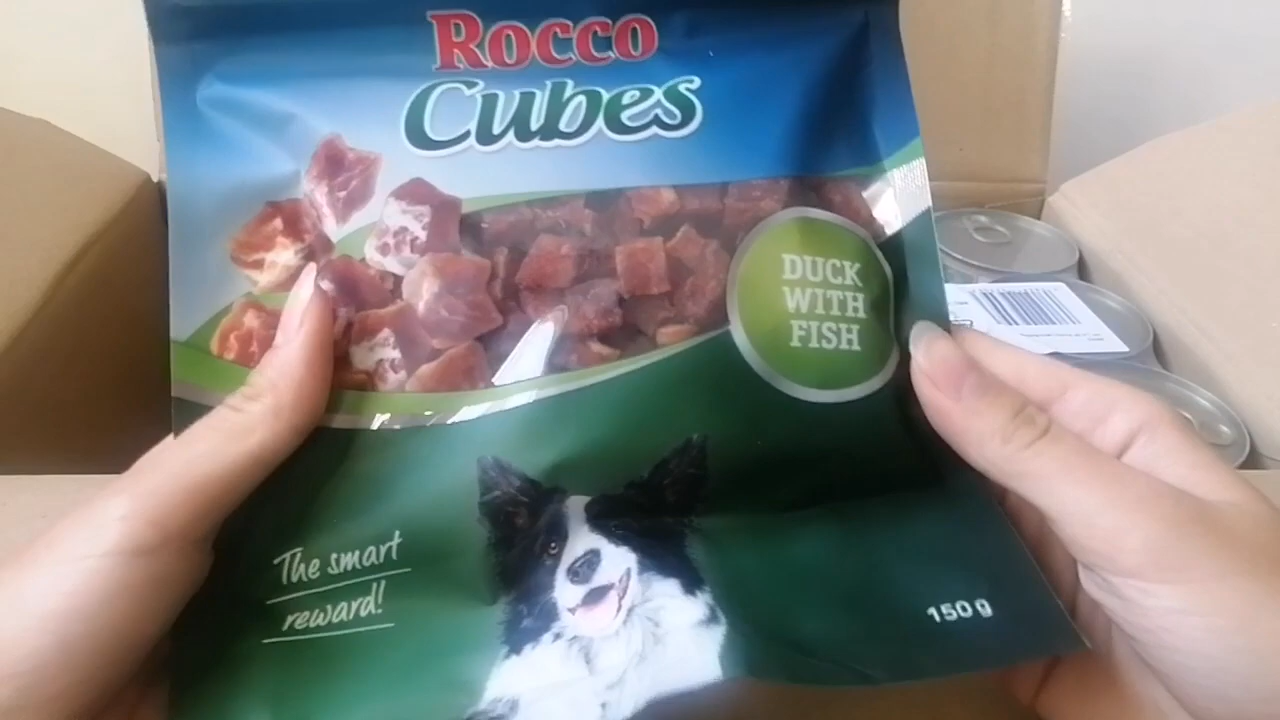 Rocco
Cubes
DUCK
WITH
FISH
The smart
reward!
150 g